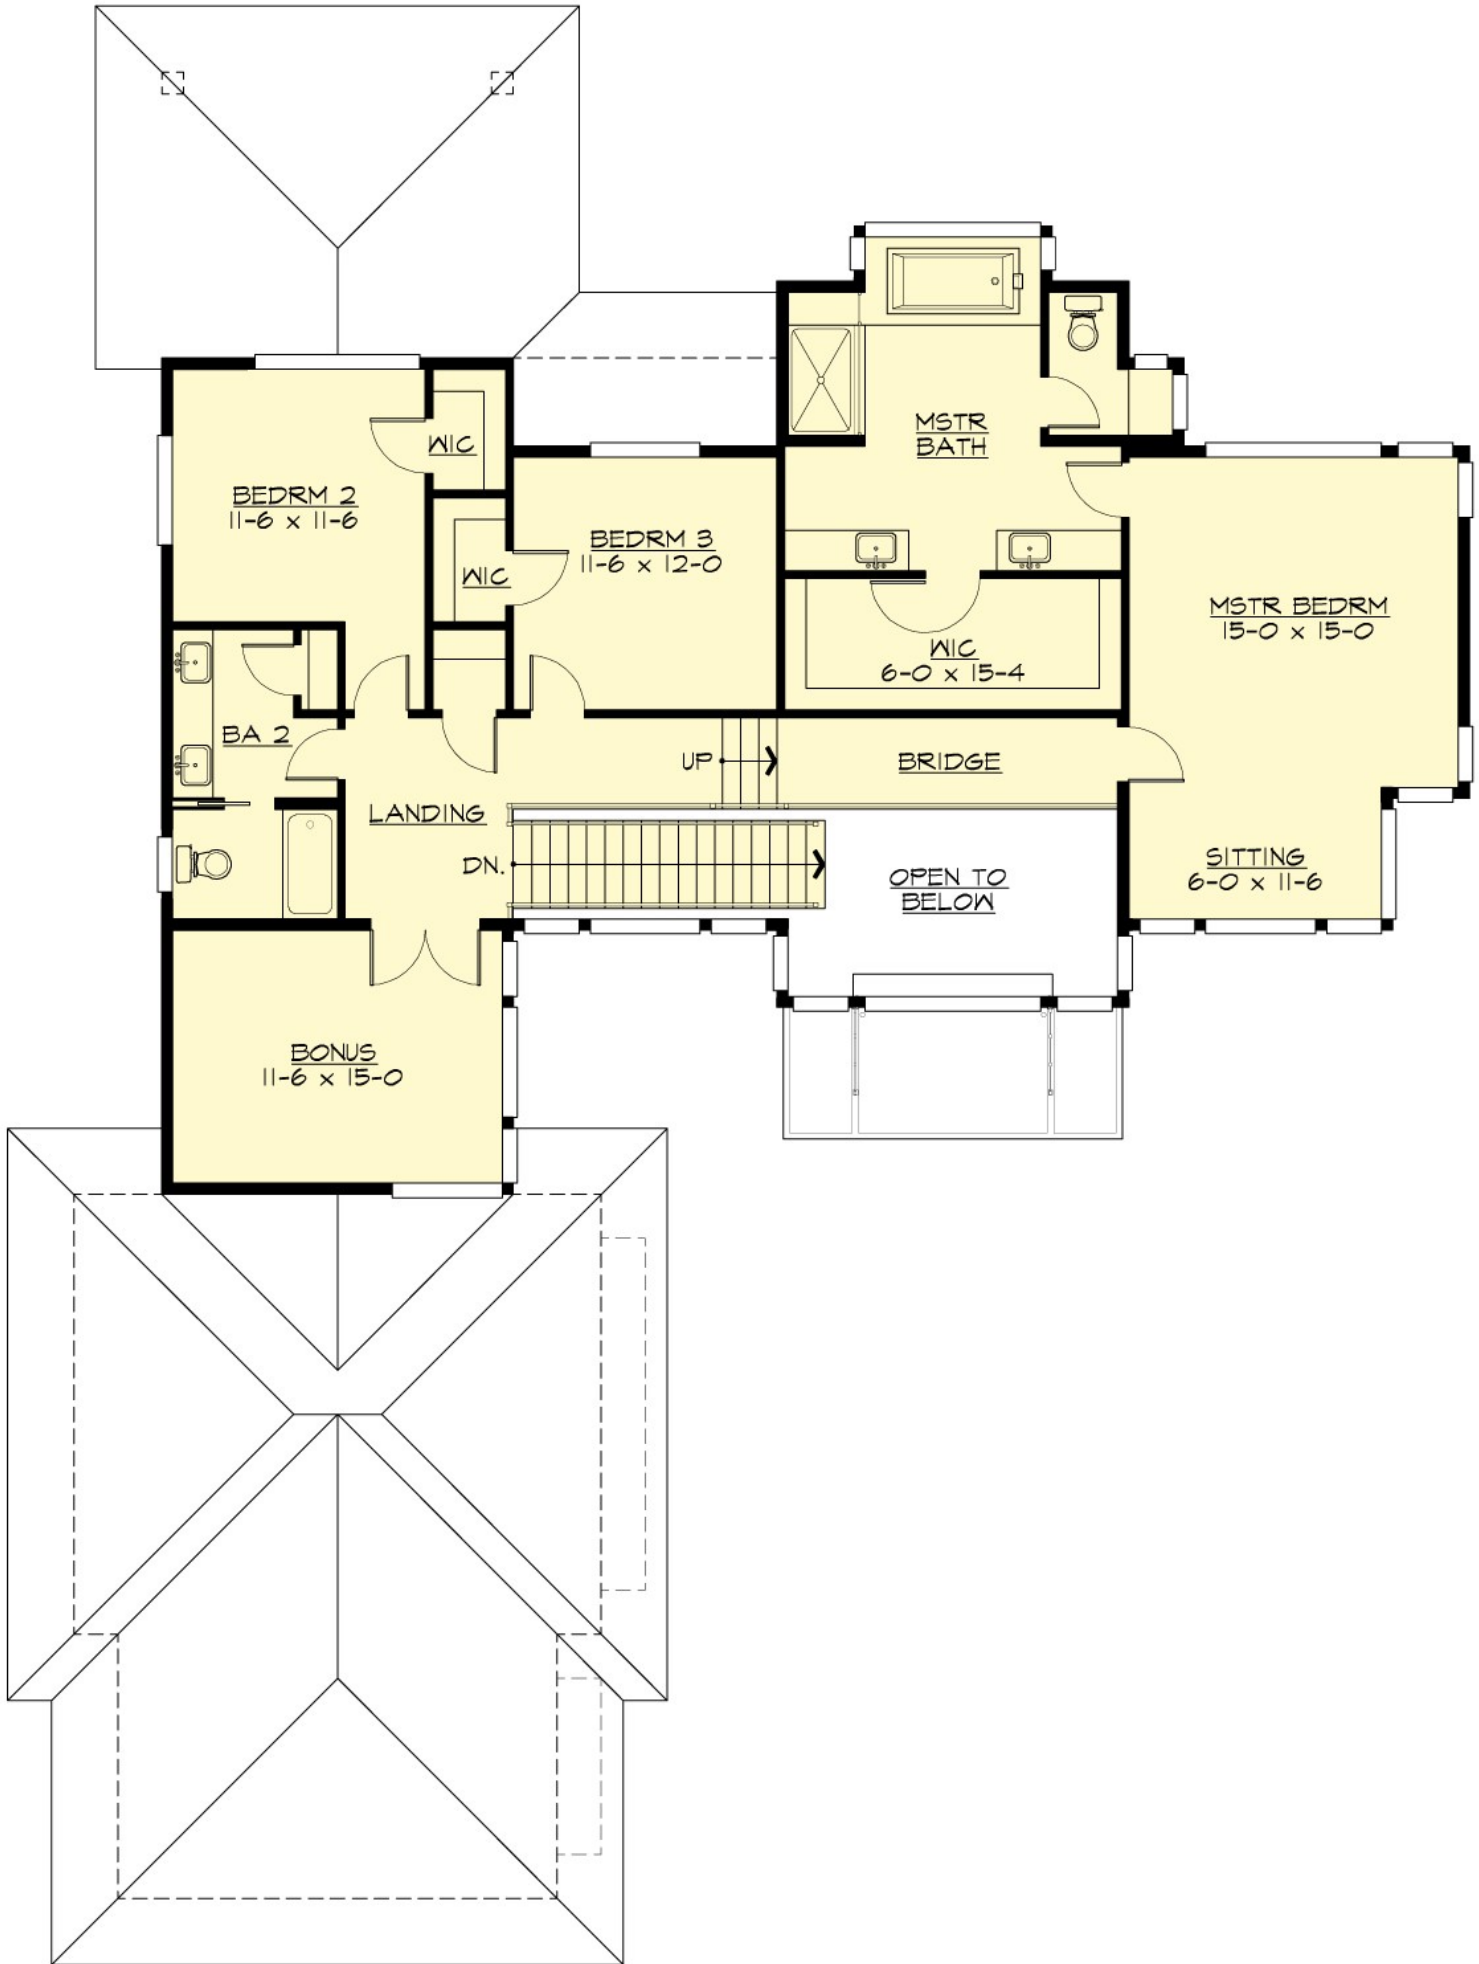 MSTR
BATH
WIC
BEDRM 2
11-6 x 11-6
BEDRM 3
11-6 x 12-0
WIC
MSTR BEDRM
15-0 x 15-0
WIC
6-0 x 15-4
BA 2
UP
BRIDGE
LANDING
DN.
SITTING
6-0 x 11-6
OPEN TO
BELOW
BONUS
11-6 x 15-0